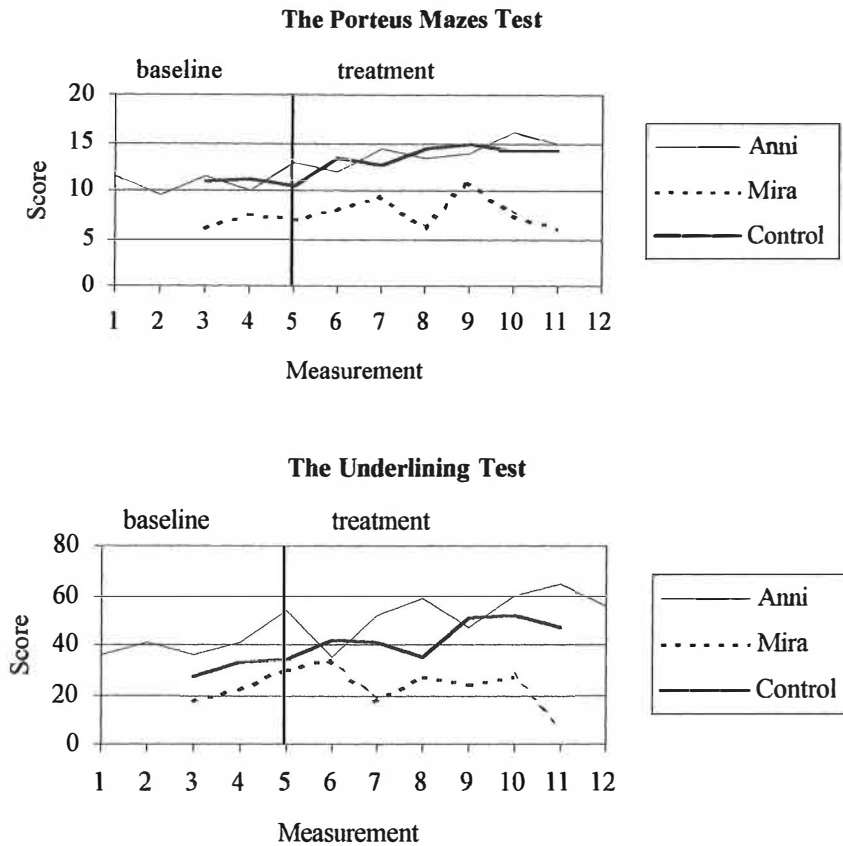 The Porteus Mazes Test
baseline treatment
20
15
10
5
0
Score
1 2 3 4 5 6 7 8 9 10 11 12
Measurement
Anni
Mira
Control
The Underlining Test
baseline treatment
80
60
40
20
0
Score
1 2 3 4 5 6 7 8 9 10 11 12
Measurement
Anni
Mira
Control